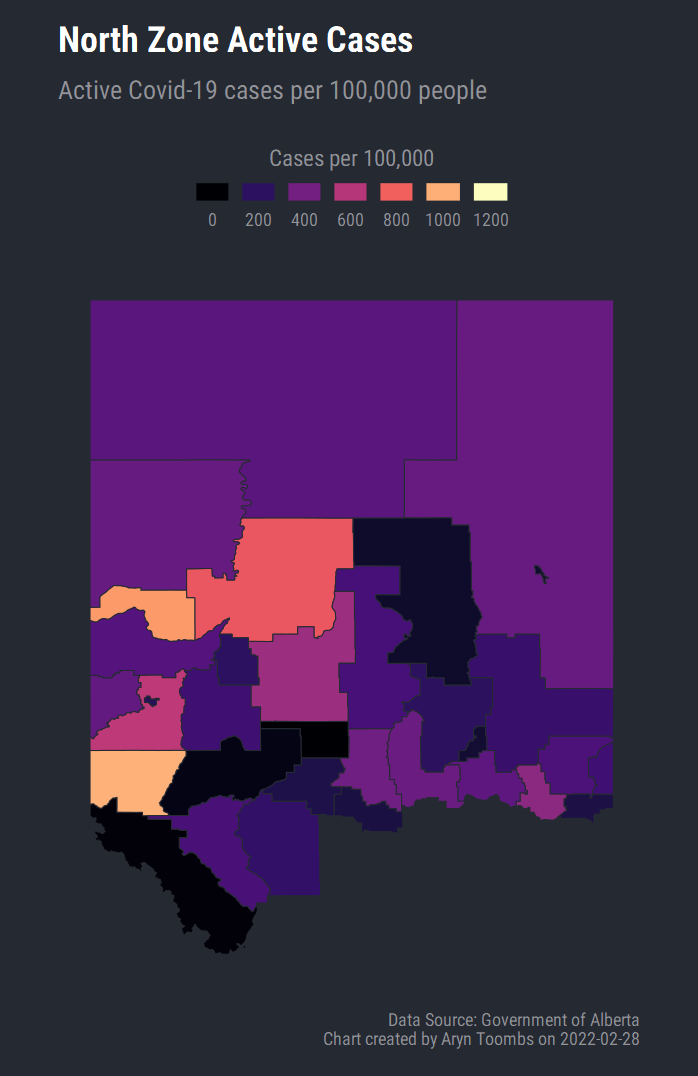 North Zone Active Cases
Active Covid-19 cases per 100,000 people
Cases per 100,000
0 200 400 600 800 1000 1200
Data Source: Government of Alberta
Chart created by Aryn Toombs on 2022-02-28